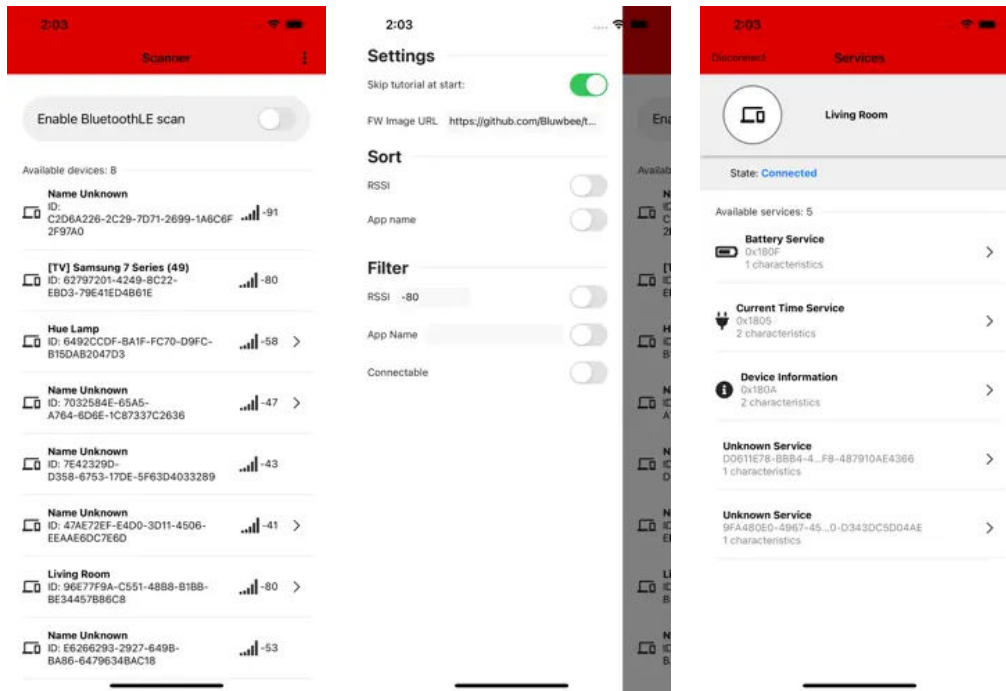 2:03
Scanner
Enable BluetoothLE scan
Available devices: 8
Name Unknown
ID:
C2D6A226-2C29-7D71-2699-1A6C6F
2F97A0
-91
[TV] Samsung 7 Series (49)
ID: 62797201-4249-8C22-
EBD3-79E41ED4B61E
-80
Hue Lamp
ID: 6492CCDF-8A1F-FC70-D9FC-
B15DAB2047D3
-58
Name Unknown
ID: 7032584E-65A5-
A764-6D6E-1C87337C2636
-47
Name Unknown
ID: 7E42329D-
D358-6753-17DE-5F63D4033289
-43
Name Unknown
ID: 47AE72EF-E4D0-3D11-4506-
EEAAE6DC7E6D
-41
Living Room
ID: 96E77F9A-C551-48B8-B1BB-
BE34457B86C8
-80
Name Unknown
ID: E6266293-2927-649B-
BA86-6479634BAC18
-53
2:03
Settings
Skip tutorial at start:
FW Image URL https://github.com/Bluwbee/t...
Sort
RSSI
App name
Filter
RSSI -80
App Name
Connectable
Ena
Availab
2:03
Disconnect Services
Living Room
State: Connected
Available services: 5
Battery Service
0x180F
1 characteristics
Current Time Service
0x1805
2 characteristics
Device Information
0x180A
2 characteristics
Unknown Service
D0611E78-BBB4-4...F8-487910AE4366
1 characteristics
Unknown Service
9FA480E0-4967-45...0-D343DC5D04AE
1 characteristics